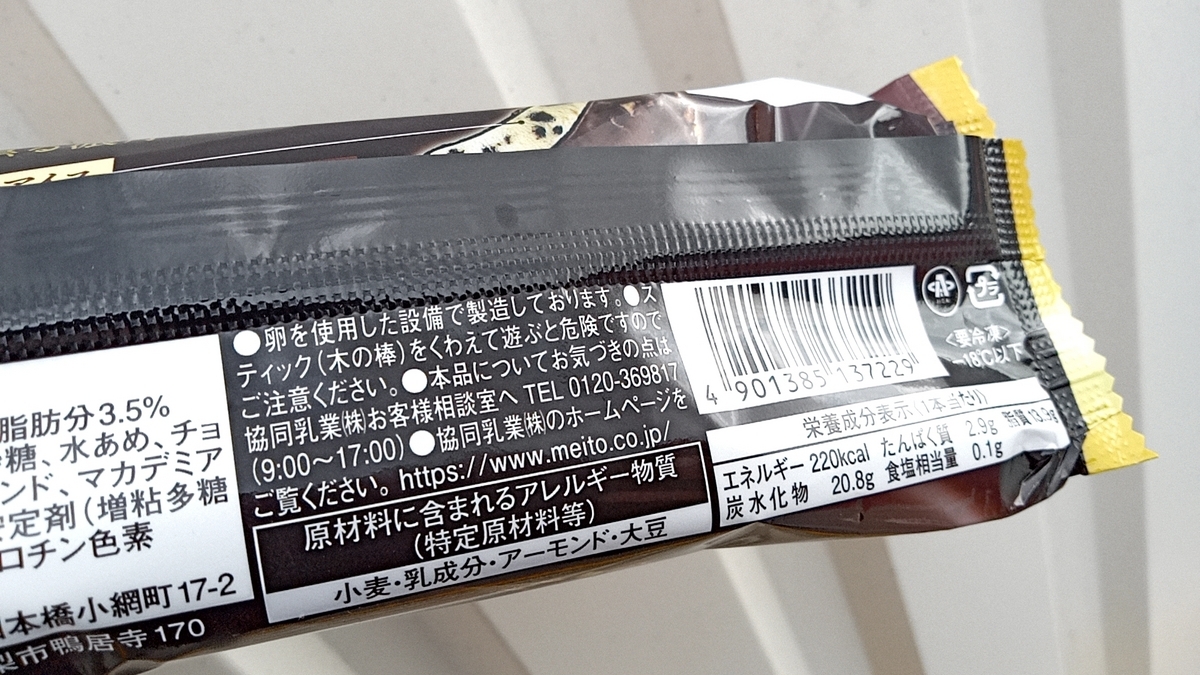 アイス
脂肪分3.5%
糖、水あめ、チョ
ンド、マカデミア
安定剤(増粘多糖
ロチン色素
本橋小網町17-2
梨市鴨居寺170
●卵を使用した設備で製造しております。●ス
ティック(木の棒)をくわえて遊ぶと危険ですので
ご注意ください。●本品についてお気づきの点は
協同乳業㈱お客様相談室へ TEL 0120-369817
(9:00～17:00)●協同乳業㈱のホームページを
ご覧ください。https://www.meito.co.jp/
原材料に含まれるアレルギー物質
(特定原材料等)
小麦・乳成分・アーモンド・大豆
4 901385 137229
<要冷凍>
-18℃以下
栄養成分表示(1本当たり)
エネルギー 220kcal たんぱく質 2.9g 脂質 13.9g
炭水化物 20.8g 食塩相当量 0.1g